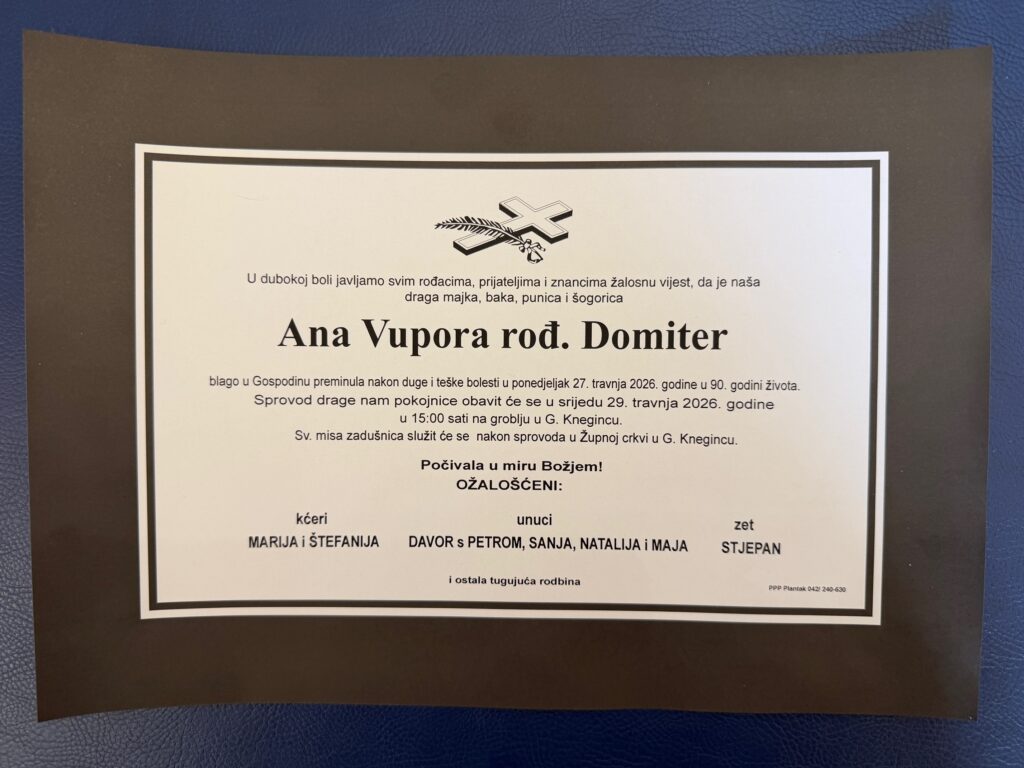 U dubokoj boli javljamo svim rođacima, prijateljima i znancima žalosnu vijest, da je naša
draga majka, baka, punica i šogorica
Ana Vupora rođ. Domiter
blago u Gospodinu preminula nakon duge i teške bolesti u ponedjeljak 27. travnja 2026. godine u 90. godini života.
Sprovod drage nam pokojnice obavit će se u srijedu 29. travnja 2026. godine
u 15:00 sati na groblju u G. Knegincu.
Sv. misa zadušnica služit će se nakon sprovoda u Župnoj crkvi u G. Knegincu.
Počivala u miru Božjem!
OŽALOŠĆENI:
kćeri
MARIJA i ŠTEFANIJA
unuci
DAVOR s PETROM, SANJA, NATALIJA i MAJA
zet
STJEPAN
i ostala tugujuća rodbina
PPP Plantak 042/ 240-630